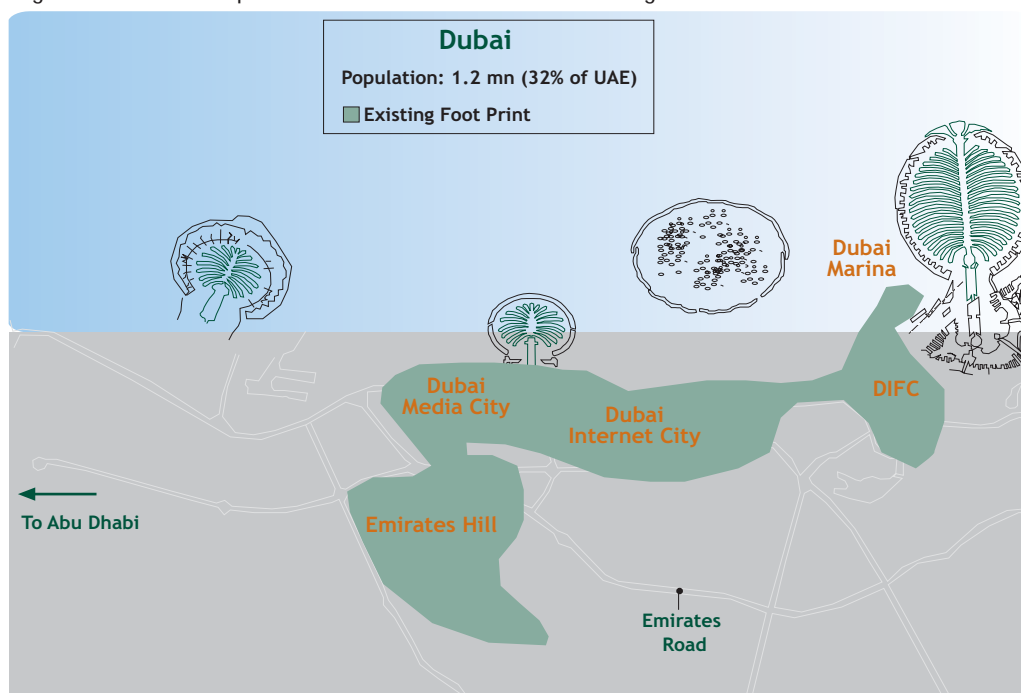 Dubai
Population: 1.2 mn (32% of UAE)
Existing Foot Print
Dubai
Marina
Dubai
Media City
Dubai
Internet City
DIFC
To Abu Dhabi
Emirates Hill
Emirates
Road